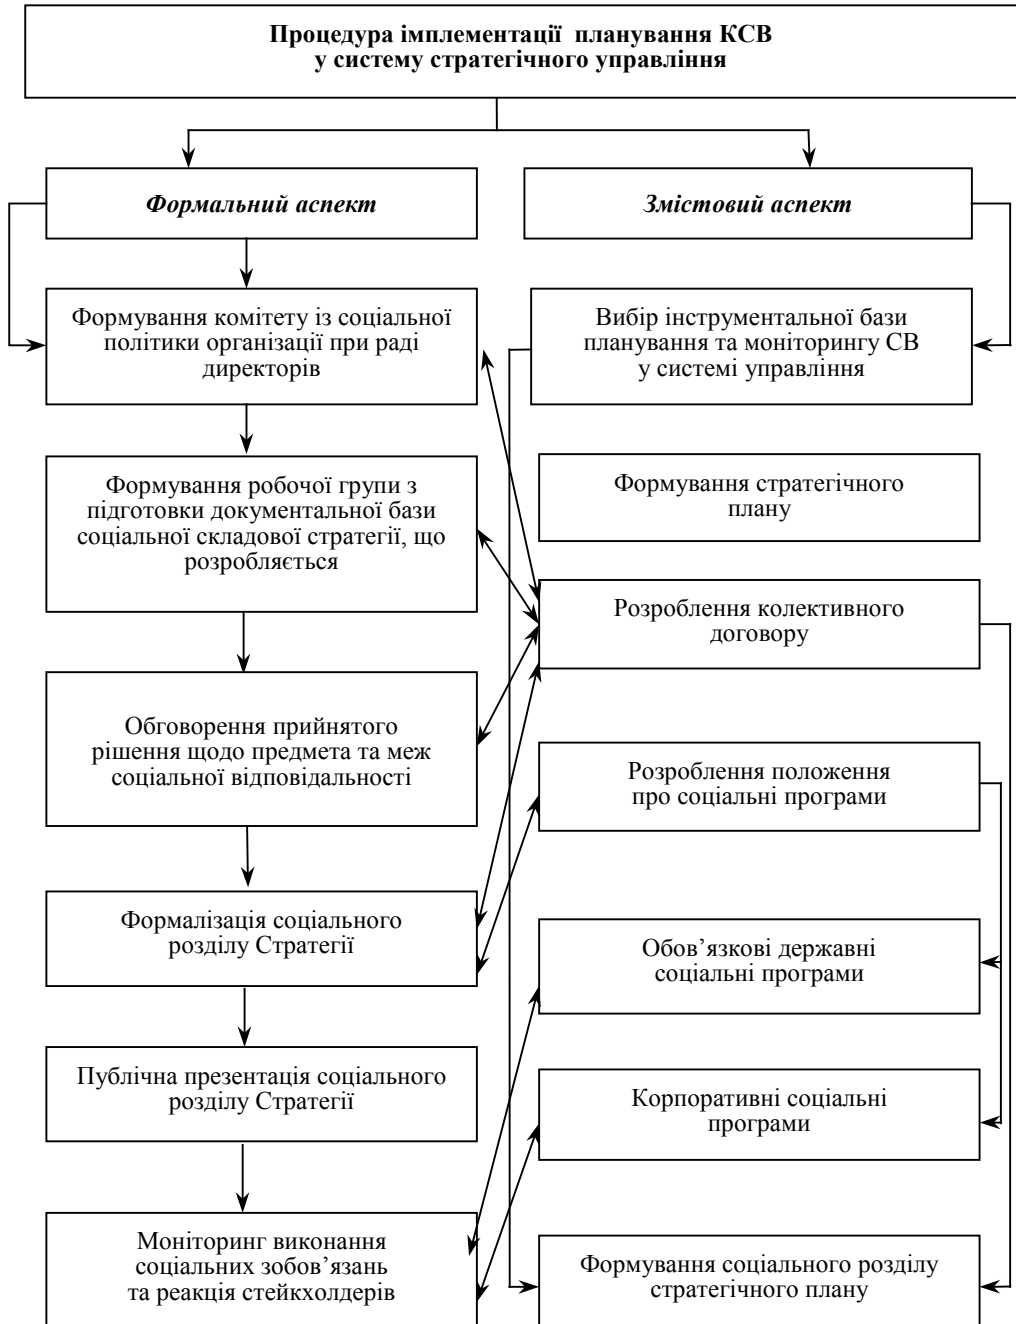 Процедура імплементації планування КСВ
у систему стратегічного управління
Формальний аспект
Змістовий аспект
Формування комітету із соціальної
політики організації при раді
директорів
Вибір інструментальної бази
планування та моніторингу СВ
у системі управління
Формування робочої групи з
підготовки документальної бази
соціальної складової стратегії, що
розробляється
Формування стратегічного
плану
Розроблення колективного
договору
Обговорення прийнятого
рішення щодо предмета та меж
соціальної відповідальності
Розроблення положення
про соціальні програми
Формалізація соціального
розділу Стратегії
Обов’язкові державні
соціальні програми
Публічна презентація соціального
розділу Стратегії
Корпоративні соціальні
програми
Моніторинг виконання
соціальних зобов’язань
та реакція стейкхолдерів
Формування соціального розділу
стратегічного плану